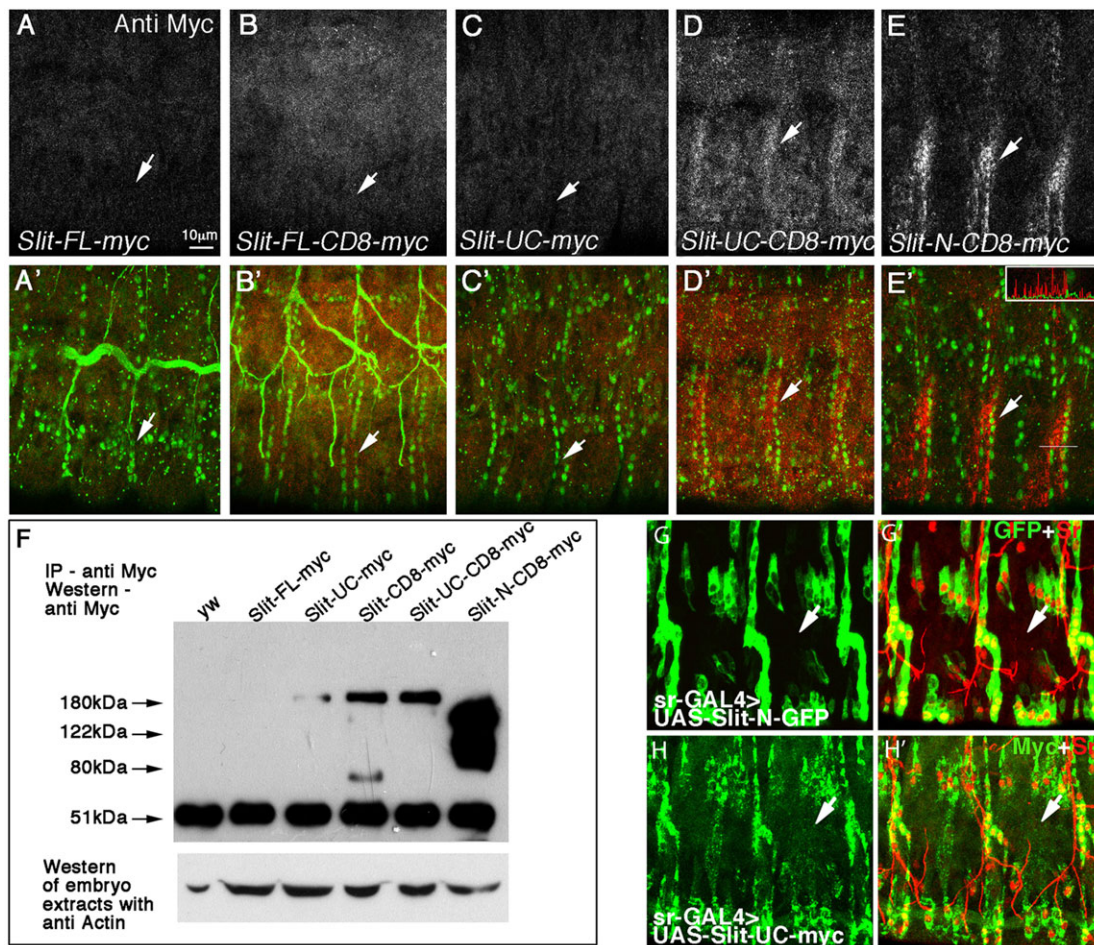 A Anti Myc
B
C
D
E
Slit-FL-myc 10μm
Slit-FL-CD8-myc
Slit-UC-myc
Slit-UC-CD8-myc
Slit-N-CD8-myc
A'
B'
C'
D'
E'
F
IP - anti Myc
Western -
anti Myc
yw
Slit-FL-myc
Slit-UC-myc
Slit-CD8-myc
Slit-UC-CD8-myc
Slit-N-CD8-myc
180kDa
122kDa
80kDa
51kDa
Western
of embryo
extracts with
anti Actin
G
sr-GAL4>
UAS-Slit-N-GFP
G' GFP+Sr
H
sr-GAL4>
UAS-Slit-UC-myc
H' Myc+Sr